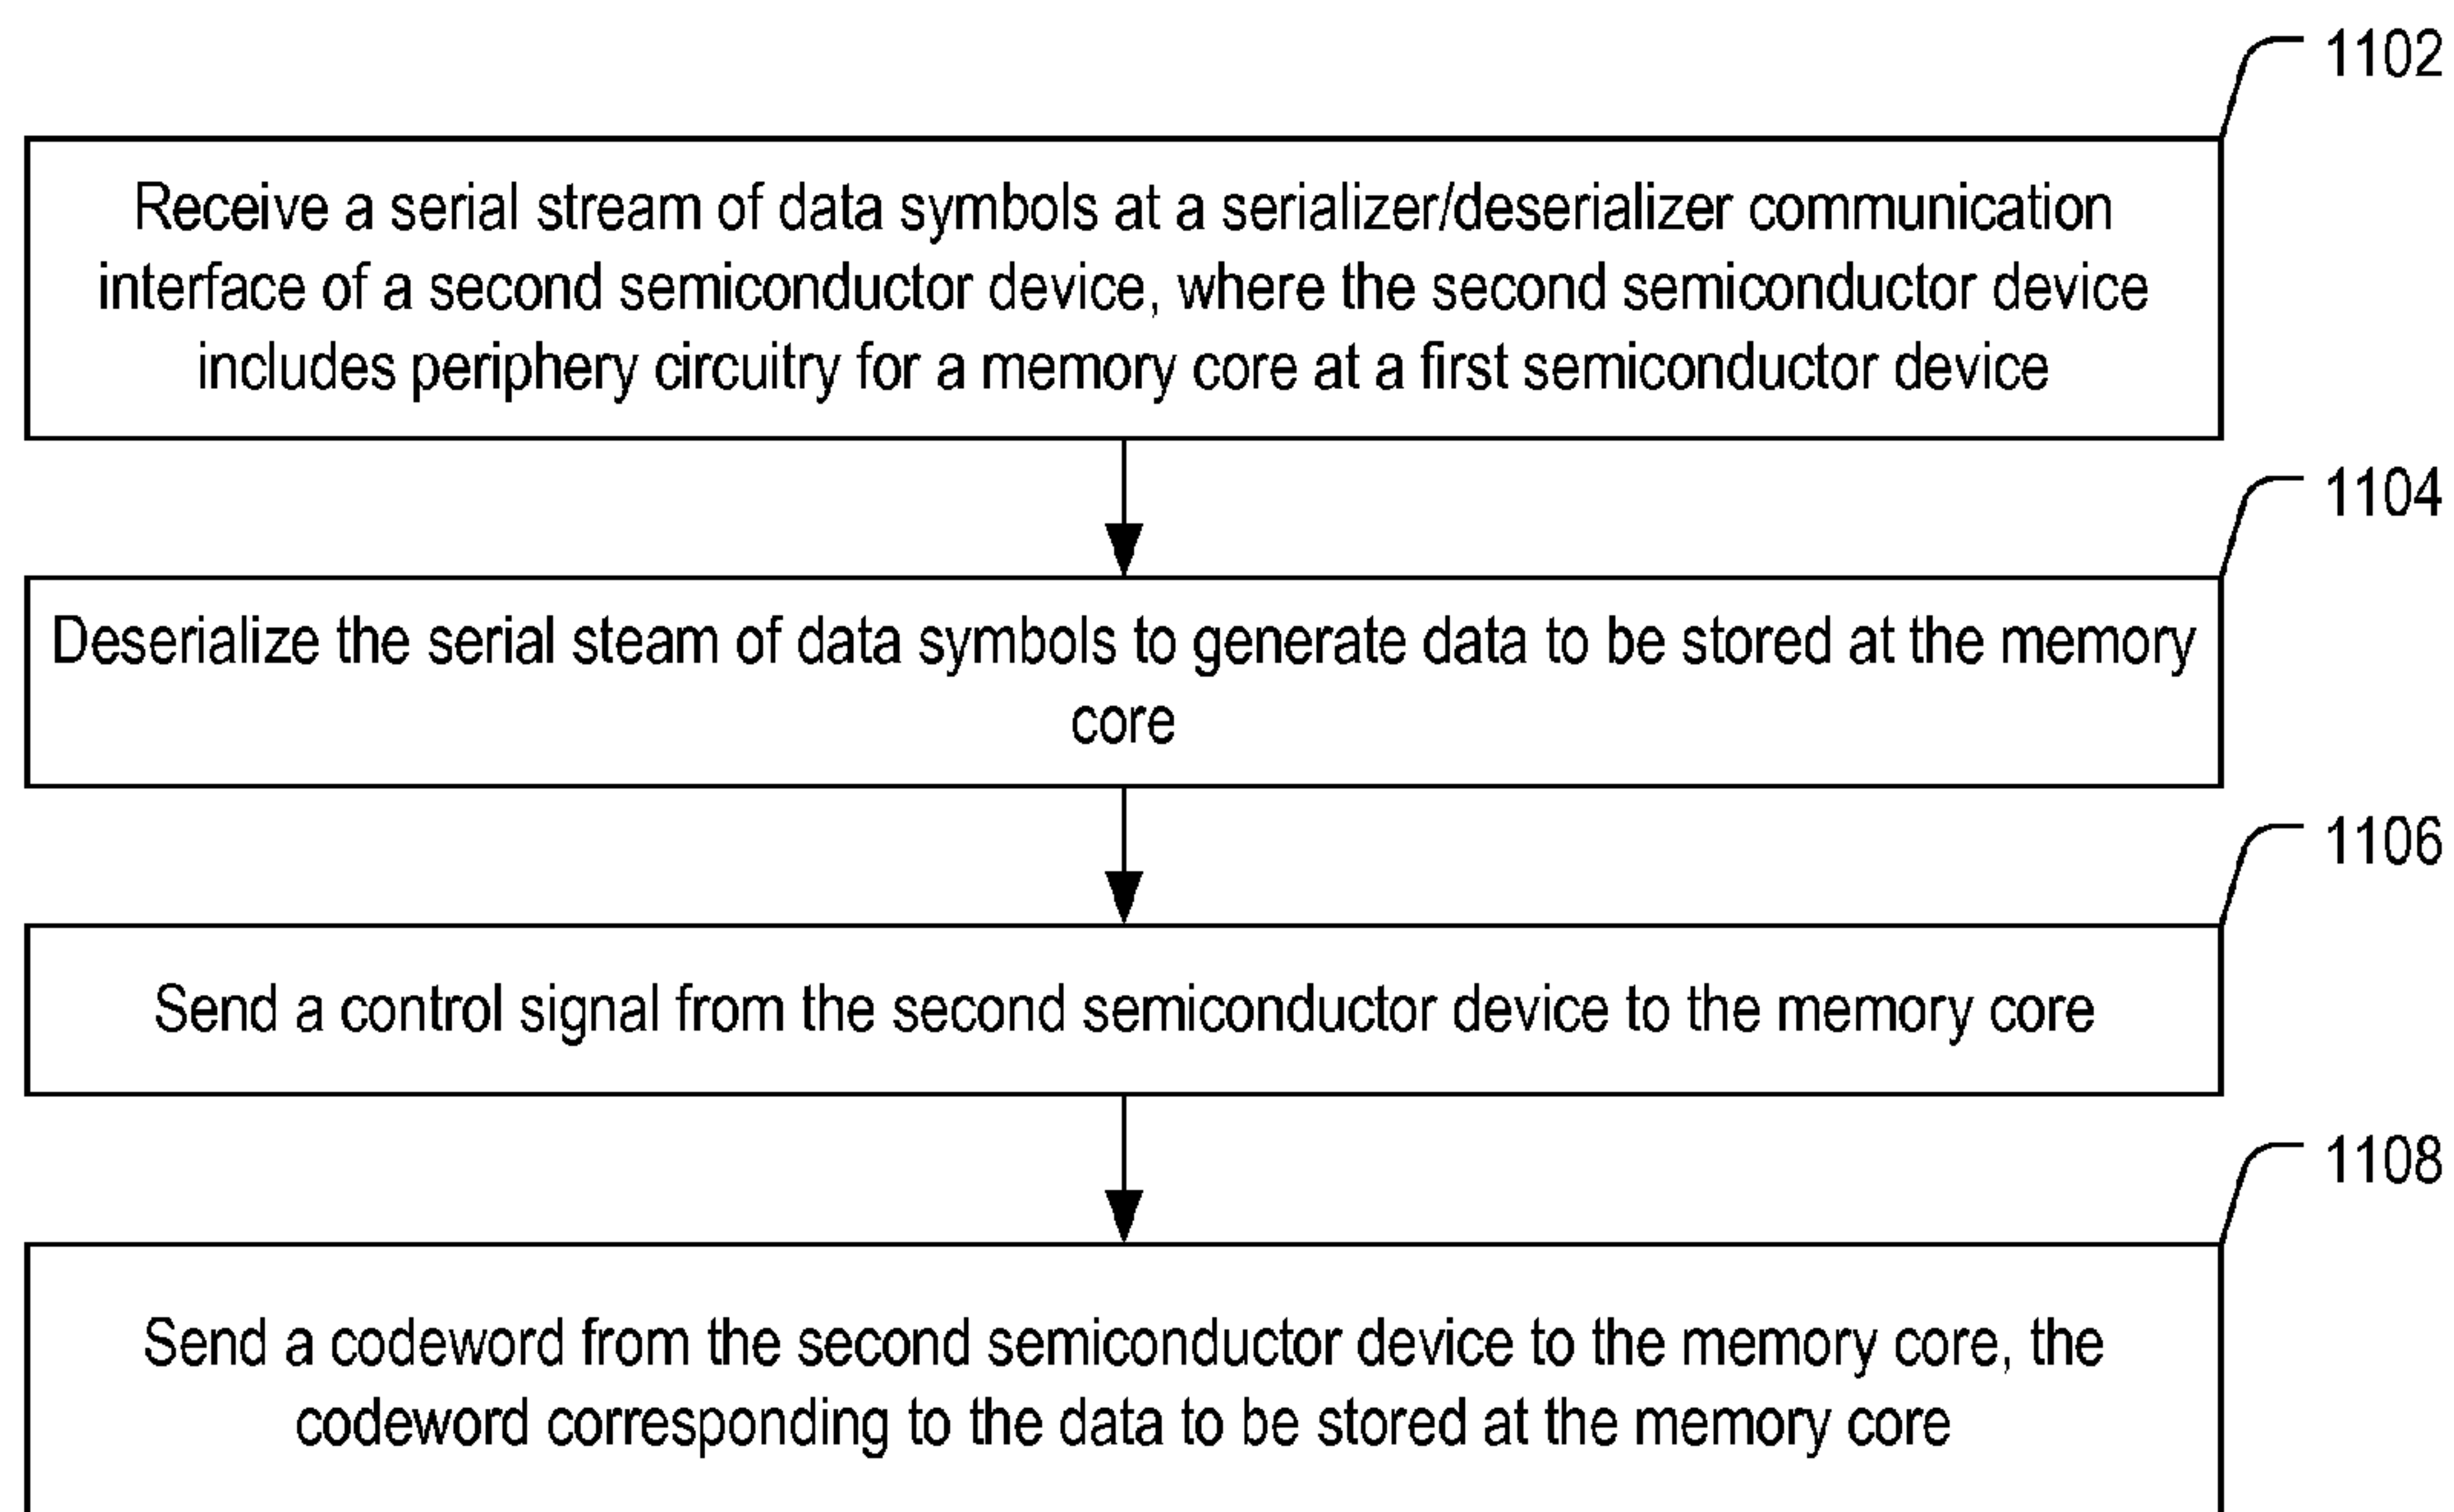 1102
Receive a serial stream of data symbols at a serializer/deserializer communication
interface of a second semiconductor device, where the second semiconductor device
includes periphery circuitry for a memory core at a first semiconductor device
1104
Deserialize the serial steam of data symbols to generate data to be stored at the memory
core
1106
Send a control signal from the second semiconductor device to the memory core
1108
Send a codeword from the second semiconductor device to the memory core, the
codeword corresponding to the data to be stored at the memory core